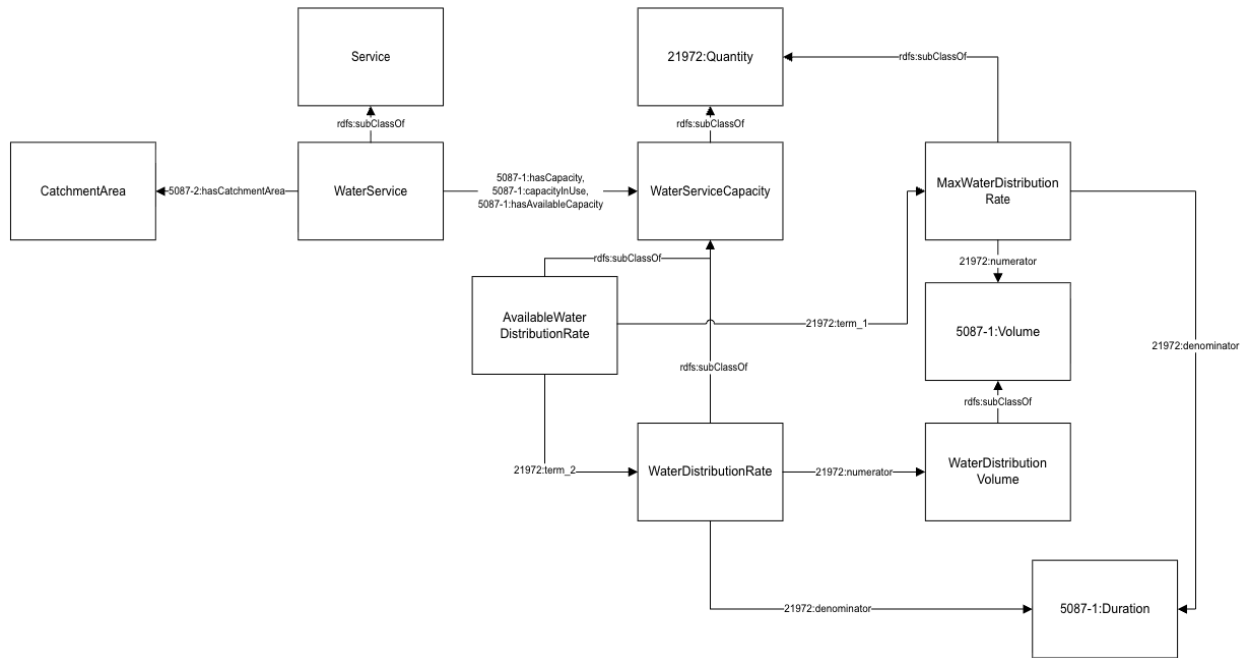 Service
21972:Quantity
rdfs:subClassOf
rdfs:subClassOf
rdfs:subClassOf
CatchmentArea
5087-2:hasCatchmentArea
WaterService
5087-1:hasCapacity,
5087-1:capacityInUse,
5087-1:hasAvailableCapacity
WaterServiceCapacity
MaxWaterDistribution
Rate
rdfs:subClassOf
21972:numerator
AvailableWater
DistributionRate
21972:term_1
5087-1:Volume
21972:denominator
rdfs:subClassOf
rdfs:subClassOf
21972:term_2
WaterDistributionRate
21972:numerator
WaterDistribution
Volume
21972:denominator
5087-1:Duration